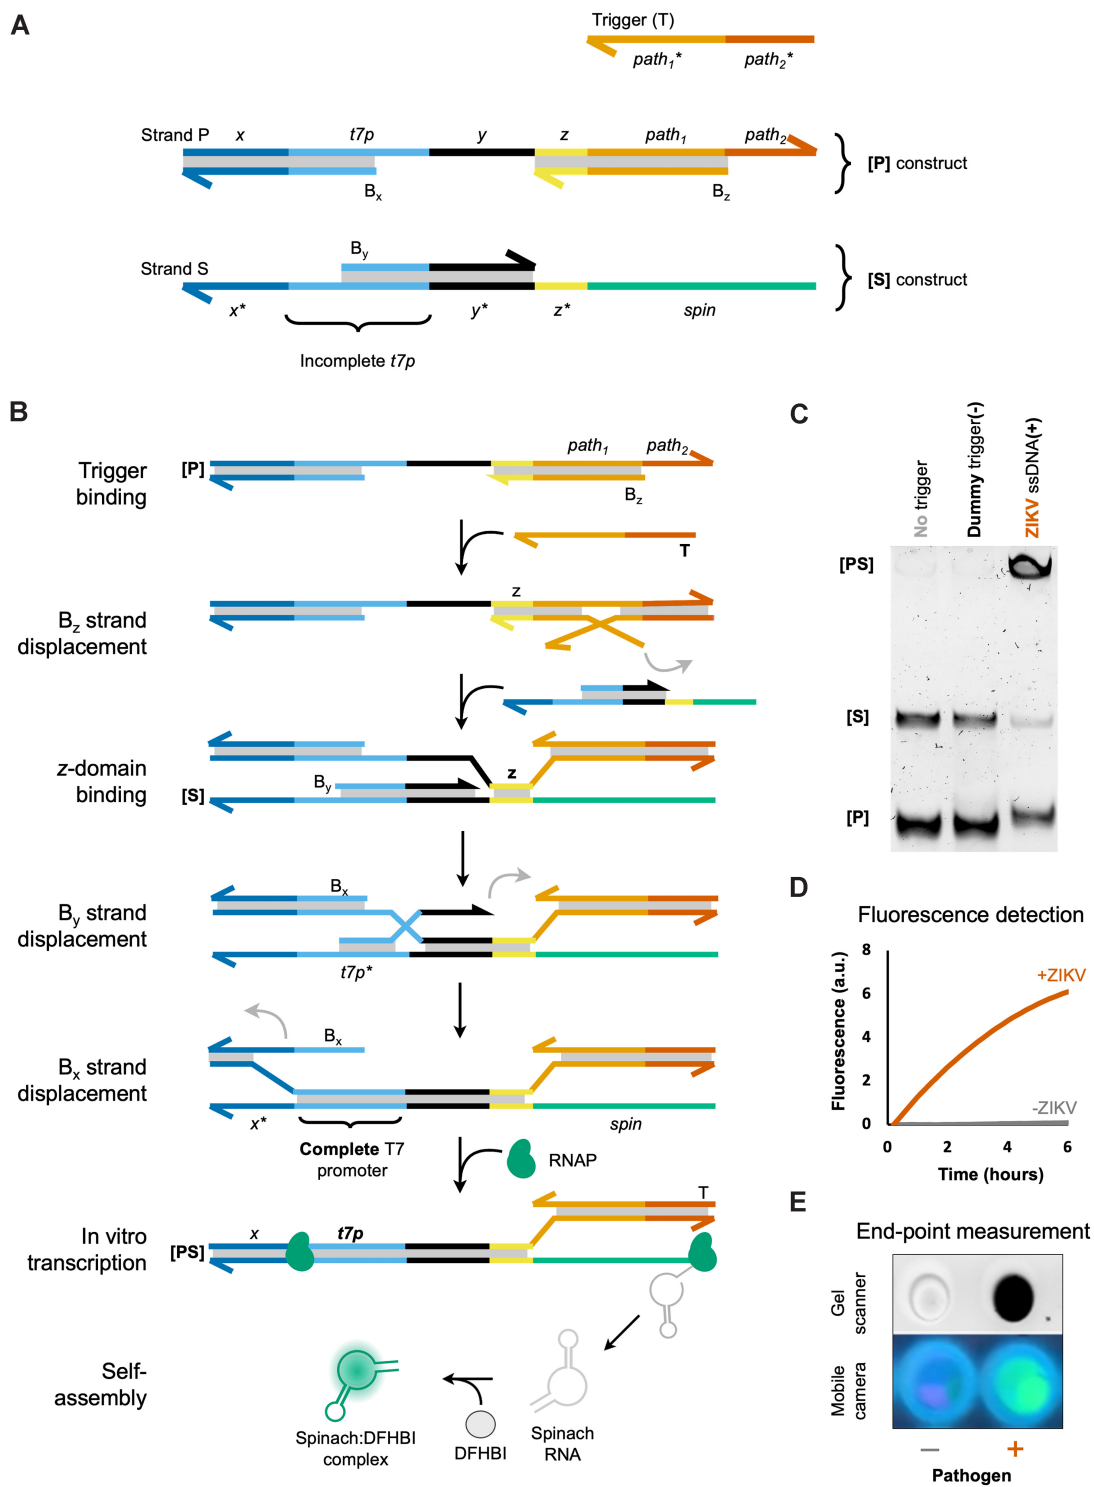 A
Trigger (T)
path1* path2*
Strand P x t7p y z path1 path2
[P] construct
Bx Bz
By
Strand S
[S] construct
x* y* z* spin
Incomplete t7p
B
path1 path2
[P]
Trigger
binding
Bz
T
z
Bz strand
displacement
z-domain
binding
By
z
[S]
Bx
By strand
displacement
t7p*
Bx
Bx strand
displacement
x* spin
Complete T7
promoter
RNAP
T
In vitro
transcription
x t7p
[PS]
Self-
assembly
Spinach:DFHBI
complex
DFHBI
Spinach
RNA
C
No trigger
Dummy trigger(-)
ZIKV ssDNA(+)
[PS]
[S]
[P]
D
Fluorescence detection
Fluorescence (a.u.)
8
6
4
2
0
+ZIKV
-ZIKV
0 2 4 6
Time (hours)
E
End-point measurement
Gel
scanner
Mobile
camera
— +
Pathogen